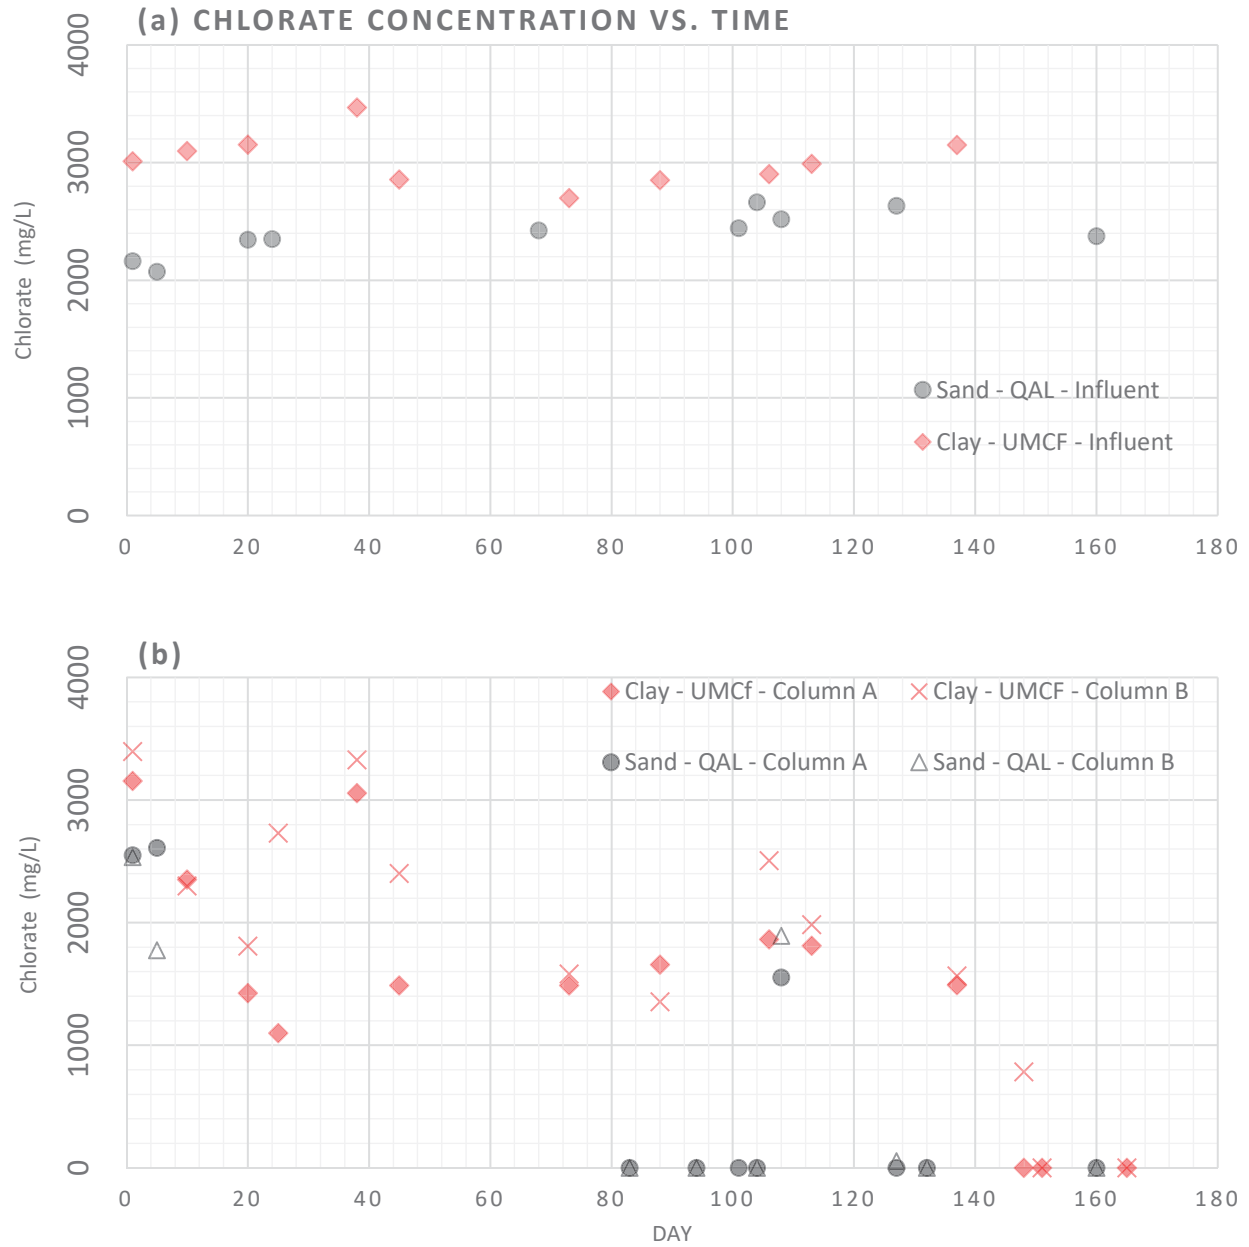 (a) CHLORATE CONCENTRATION VS. TIME
4000
3000
2000
1000
0
Chlorate (mg/L)
Sand - QAL - Influent
Clay - UMCF - Influent
0 20 40 60 80 100 120 140 160 180
(b)
4000
3000
2000
1000
0
Chlorate (mg/L)
Clay - UMCf - Column A Clay - UMCF - Column B
Sand - QAL - Column A Sand - QAL - Column B
0 20 40 60 80 100 120 140 160 180
DAY